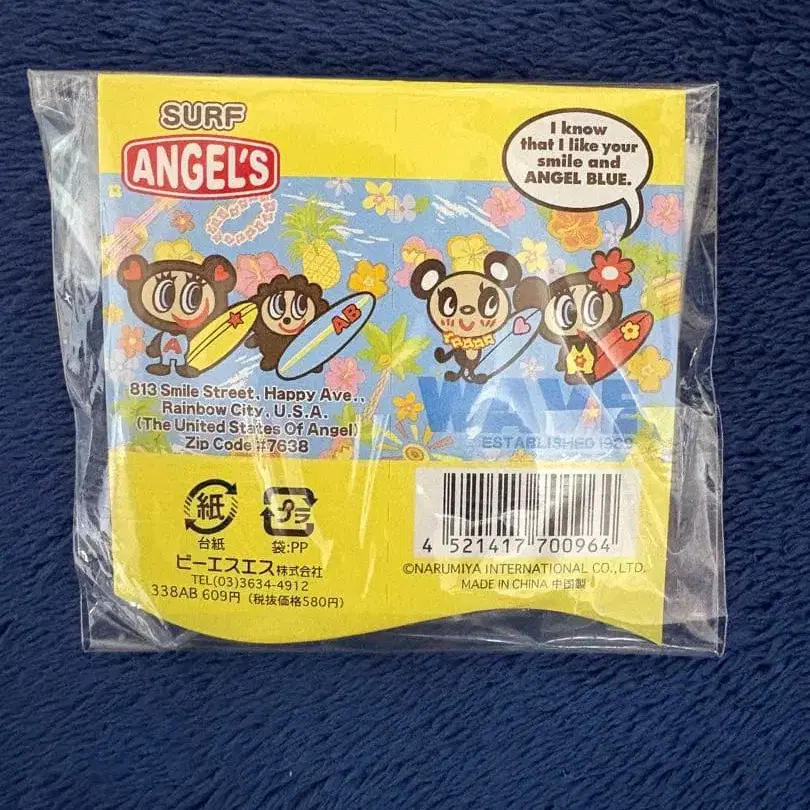 SURF
ANGEL'S
I know
that I like your
smile and
ANGEL BLUE.
A
AB
813 Smile Street, Happy Ave.,
Rainbow City, U.S.A.
(The United States Of Angel)
Zip Code #7638
WAVE
ESTABLISHED 1989
紙
台紙
プラ
袋:PP
ビーエスエス株式会社
TEL(03)3634-4912
338AB 609円(税抜価格580円)
4 521417 700964
©NARUMIYA INTERNATIONAL CO., LTD.
MADE IN CHINA 中国製